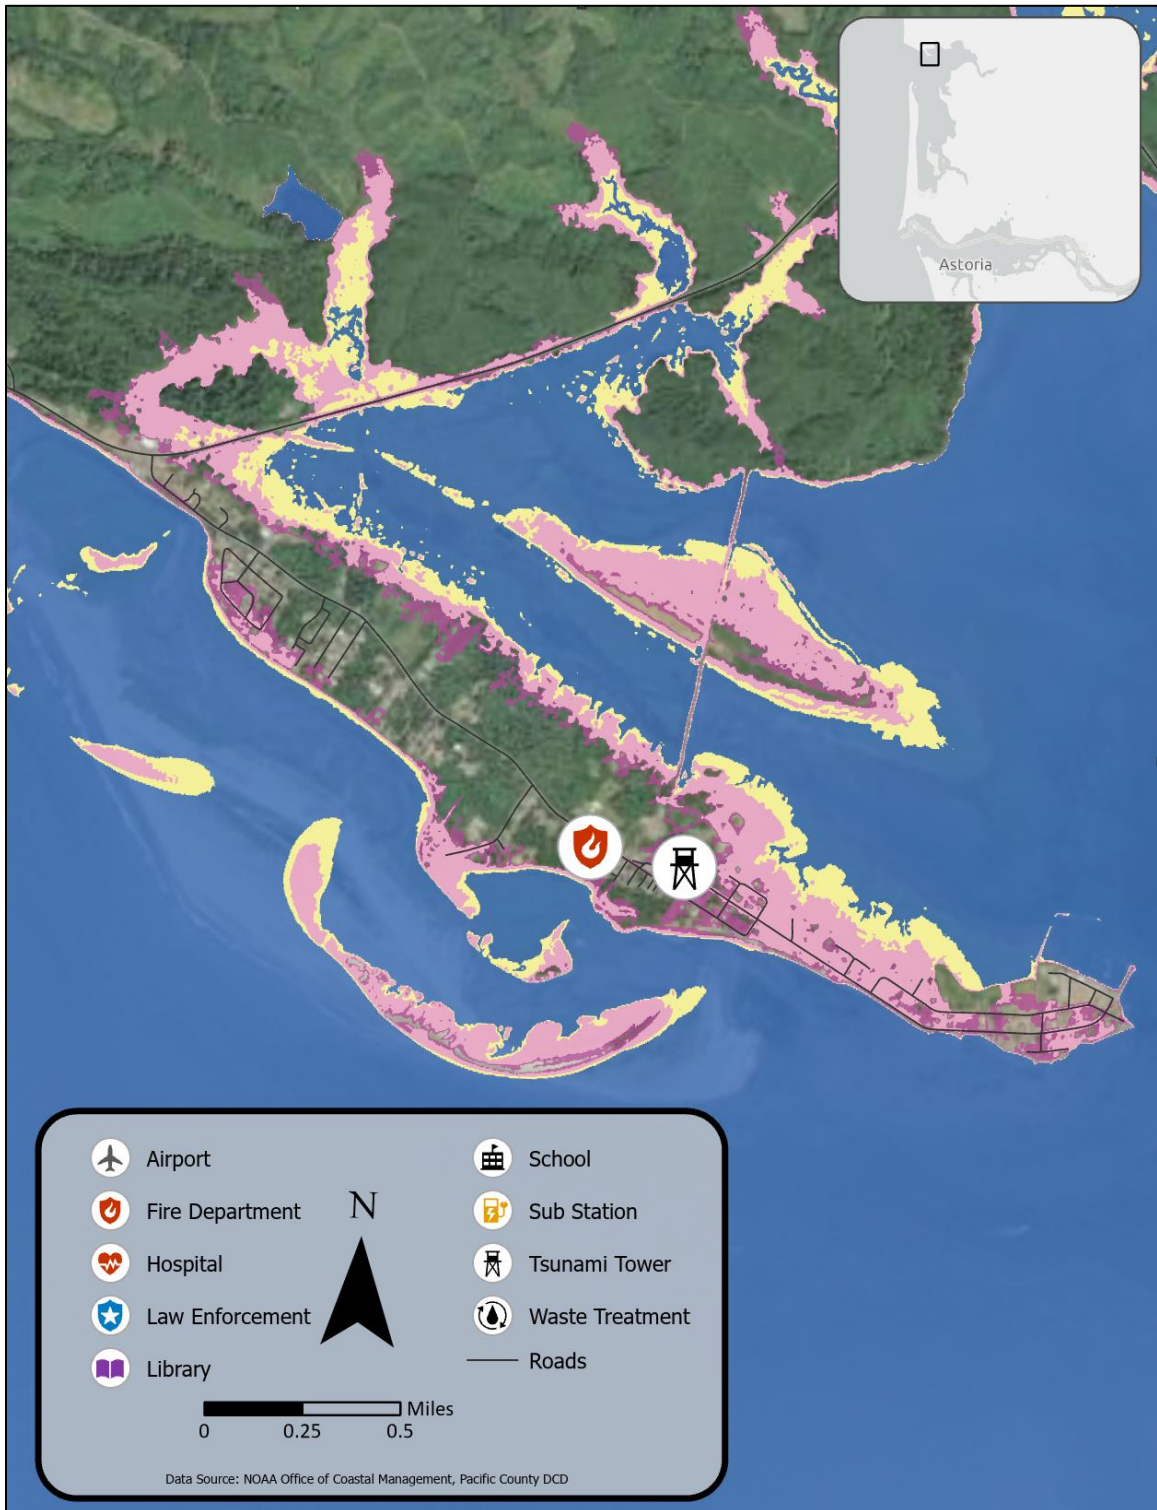 Astoria
Airport
Fire Department
Hospital
Law Enforcement
Library
N
School
Sub Station
Tsunami Tower
Waste Treatment
Roads
Miles
0 0.25 0.5
Data Source: NOAA Office of Coastal Management, Pacific County DCD